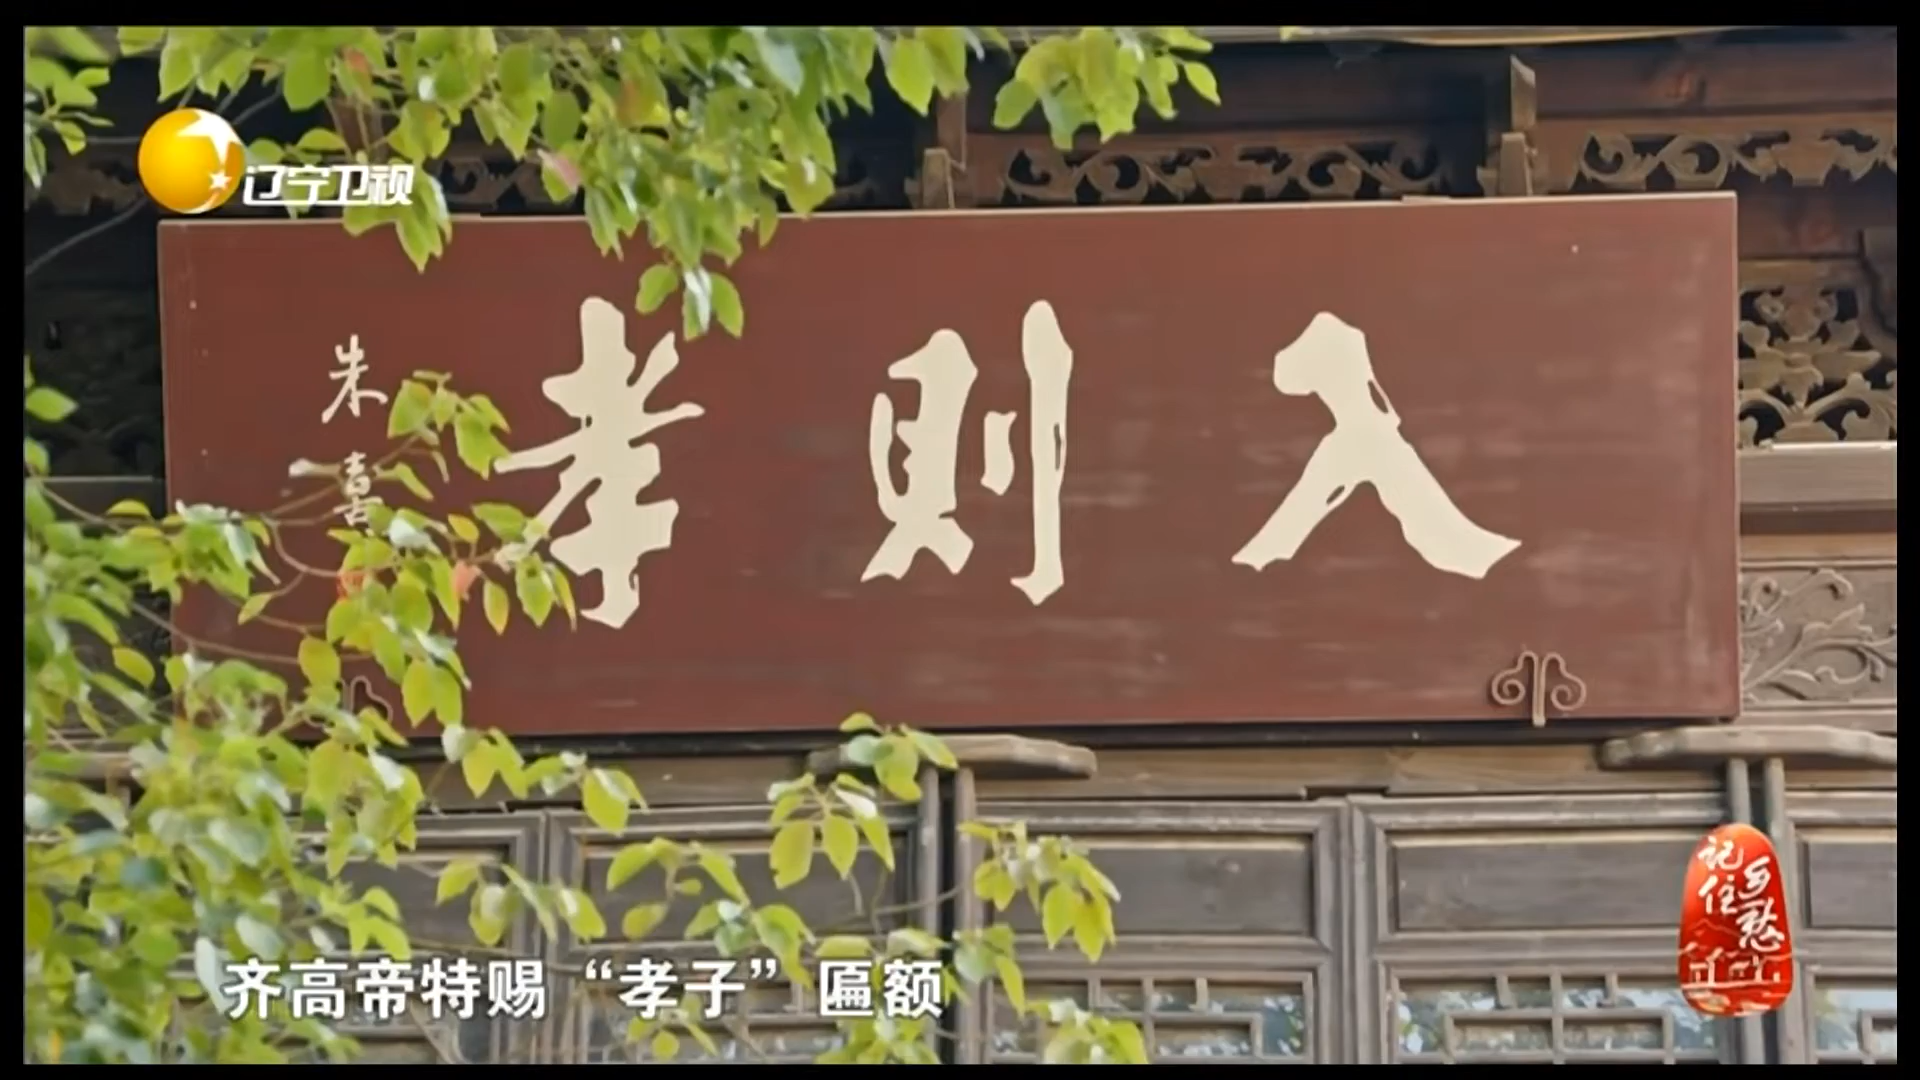 辽宁卫视
入則孝
朱熹
记住乡愁
齐高帝特赐“孝子”匾额